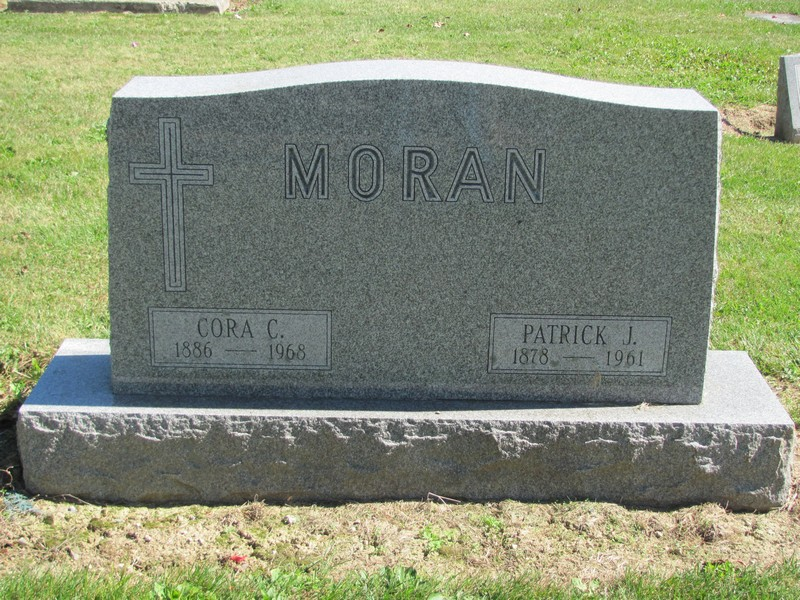 MORAN
CORA C.
1886 — 1968
PATRICK J.
1878 — 1961